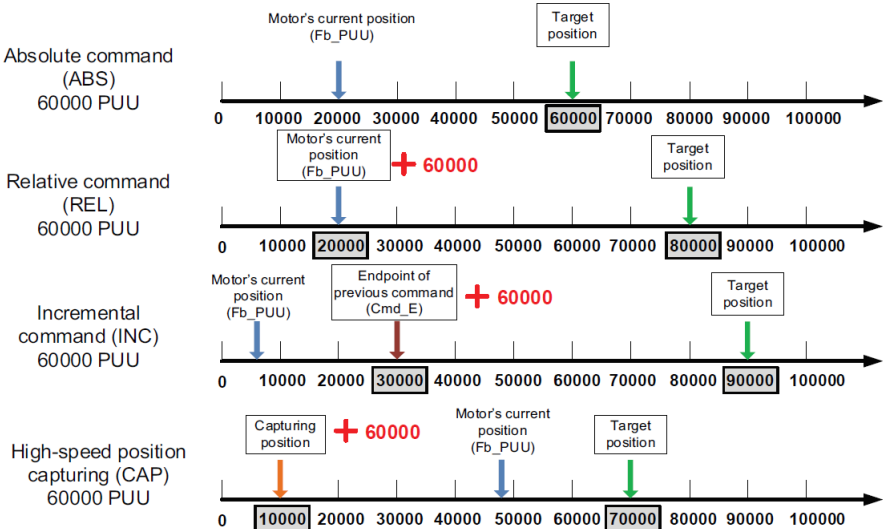 Motor's current position
(Fb_PUU)
Target
position
Absolute command
(ABS)
60000 PUU
0 10000 20000 30000 40000 50000 60000 70000 80000 90000 100000
Motor's current
position
(Fb_PUU)
+ 60000
Target
position
Relative command
(REL)
60000 PUU
0 10000 20000 30000 40000 50000 60000 70000 80000 90000 100000
Motor's current
position
(Fb_PUU)
Endpoint of
previous command
(Cmd_E)
+ 60000
Target
position
Incremental
command (INC)
60000 PUU
0 10000 20000 30000 40000 50000 60000 70000 80000 90000 100000
Capturing
position
+ 60000
Motor's current
position
(Fb_PUU)
Target
position
High-speed position
capturing (CAP)
60000 PUU
0 10000 20000 30000 40000 50000 60000 70000 80000 90000 100000